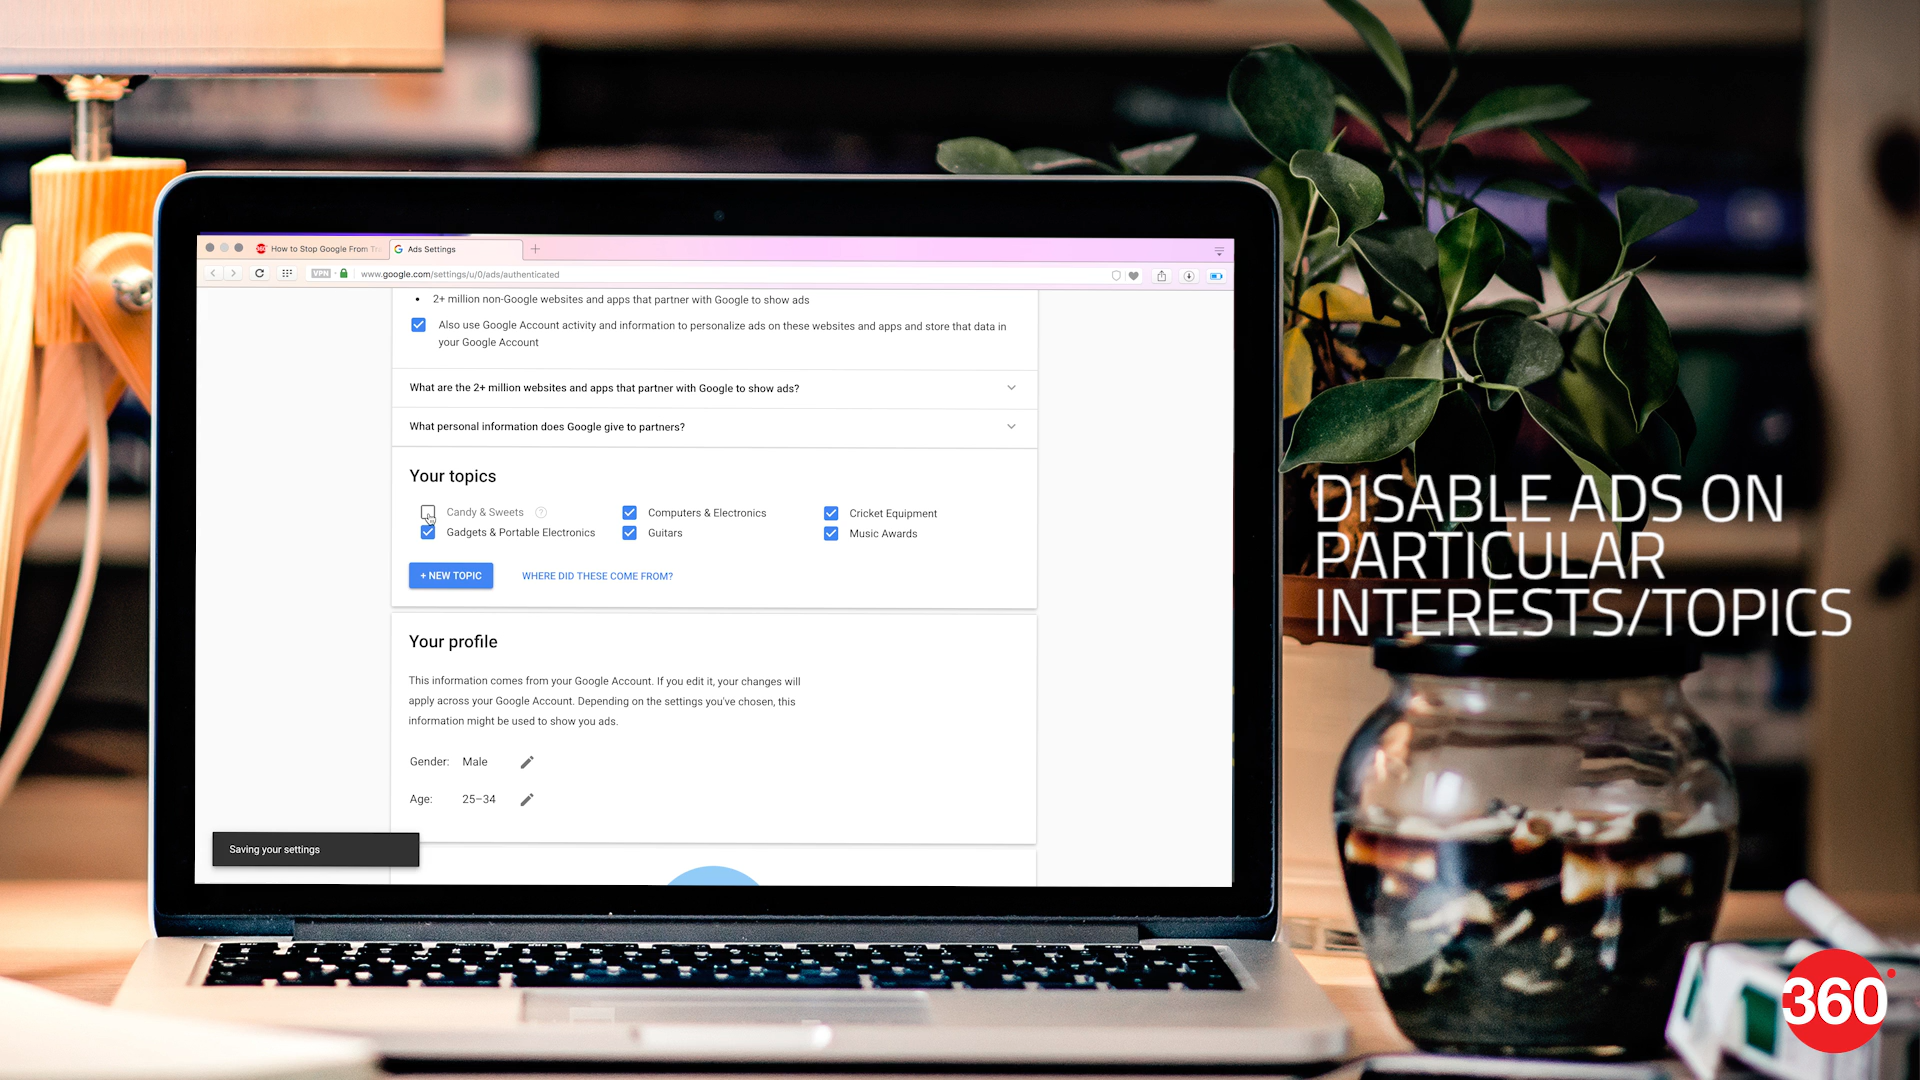 How to Stop Google From Tr
Ads Settings
VPN
www.google.com/settings/u/0/ads/authenticated
• 2+ million non-Google websites and apps that partner with Google to show ads
Also use Google Account activity and information to personalize ads on these websites and apps and store that data in
your Google Account
What are the 2+ million websites and apps that partner with Google to show ads?
What personal information does Google give to partners?
Your topics
Candy & Sweets
Computers & Electronics
Cricket Equipment
Gadgets & Portable Electronics
Guitars
Music Awards
+ NEW TOPIC
WHERE DID THESE COME FROM?
Your profile
This information comes from your Google Account. If you edit it, your changes will
apply across your Google Account. Depending on the settings you've chosen, this
information might be used to show you ads.
Gender: Male
Age: 25–34
Saving your settings
DISABLE ADS ON
PARTICULAR
INTERESTS/TOPICS
360